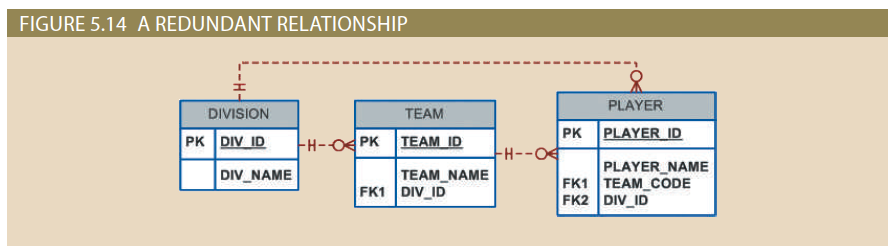 FIGURE 5.14 A REDUNDANT RELATIONSHIP
DIVISION
PK DIV_ID
DIV_NAME
TEAM
PK TEAM_ID
TEAM_NAME
FK1 DIV_ID
PLAYER
PK PLAYER_ID
PLAYER_NAME
FK1 TEAM_CODE
FK2 DIV_ID